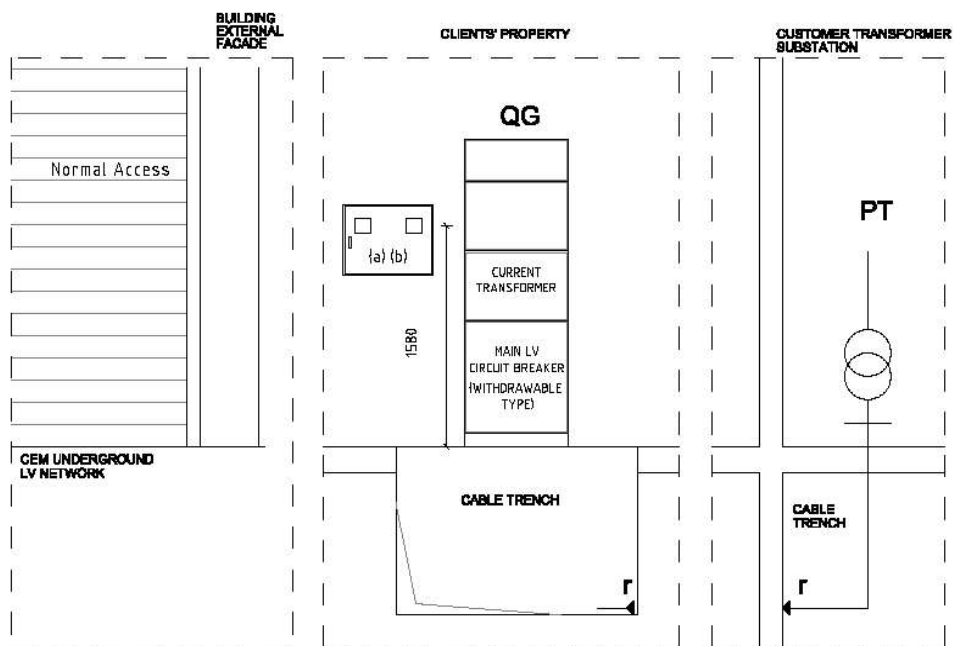 BUILDING
EXTERNAL
FACADE
CLIENTS' PROPERTY
CUSTOMER TRANSFORMER
SUBSTATION
QG
Normal Access
PT
(a) (b)
CURRENT
TRANSFORMER
1580
MAIN LV
CIRCUIT BREAKER
(WITHDRAWABLE
TYPE)
CEM UNDERGROUND
LV NETWORK
CABLE TRENCH
CABLE
TRENCH
r
r